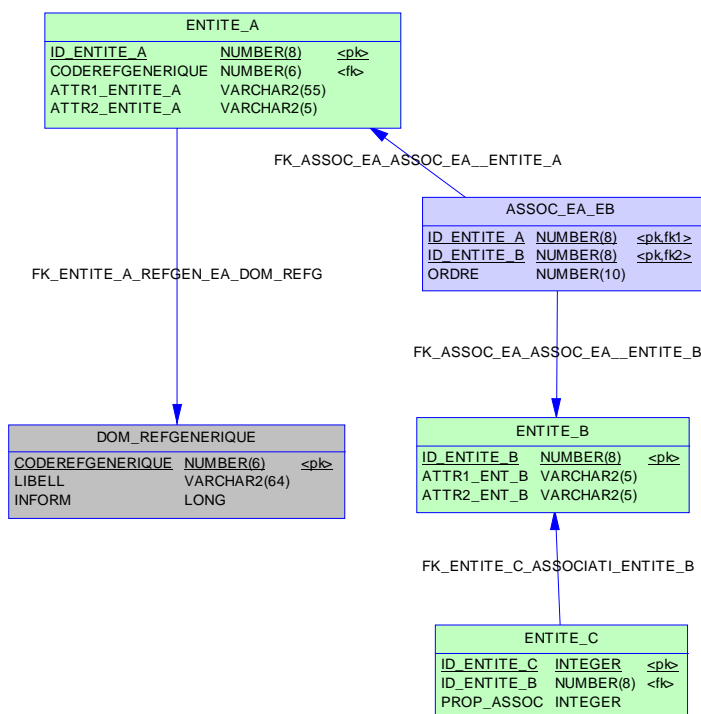 ENTITE_A
ID_ENTITE_A NUMBER(8) <pk>
CODEREFGENERIQUE NUMBER(6) <fk>
ATTR1_ENTITE_A VARCHAR2(55)
ATTR2_ENTITE_A VARCHAR2(5)
FK_ASSOC_EA_ASSOC_EA__ENTITE_A
ASSOC_EA_EB
ID_ENTITE_A NUMBER(8) <pk,fk1>
ID_ENTITE_B NUMBER(8) <pk,fk2>
ORDRE NUMBER(10)
FK_ENTITE_A_REFGEN_EA_DOM_REFG
FK_ASSOC_EA_ASSOC_EA__ENTITE_B
DOM_REFGENERIQUE
CODEREFGENERIQUE NUMBER(6) <pk>
LIBELL VARCHAR2(64)
INFORM LONG
ENTITE_B
ID_ENTITE_B NUMBER(8) <pk>
ATTR1_ENT_B VARCHAR2(5)
ATTR2_ENT_B VARCHAR2(5)
FK_ENTITE_C_ASSOCIATI_ENTITE_B
ENTITE_C
ID_ENTITE_C INTEGER <pk>
ID_ENTITE_B NUMBER(8) <fk>
PROP_ASSOC INTEGER